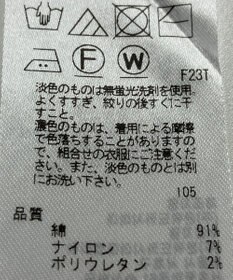 F W
F23T
淡色のものは無蛍光洗剤を使用。
よくすすぎ、絞りの後すぐに干
すこと。
濃色のものは、着用による摩擦
で色落ちすることがありますの
で、組合せの衣服にご注意くだ
さい。また、淡色のものとは別
にお洗い下さい。
105
品質
綿 91%
ナイロン 7%
ポリウレタン 2%